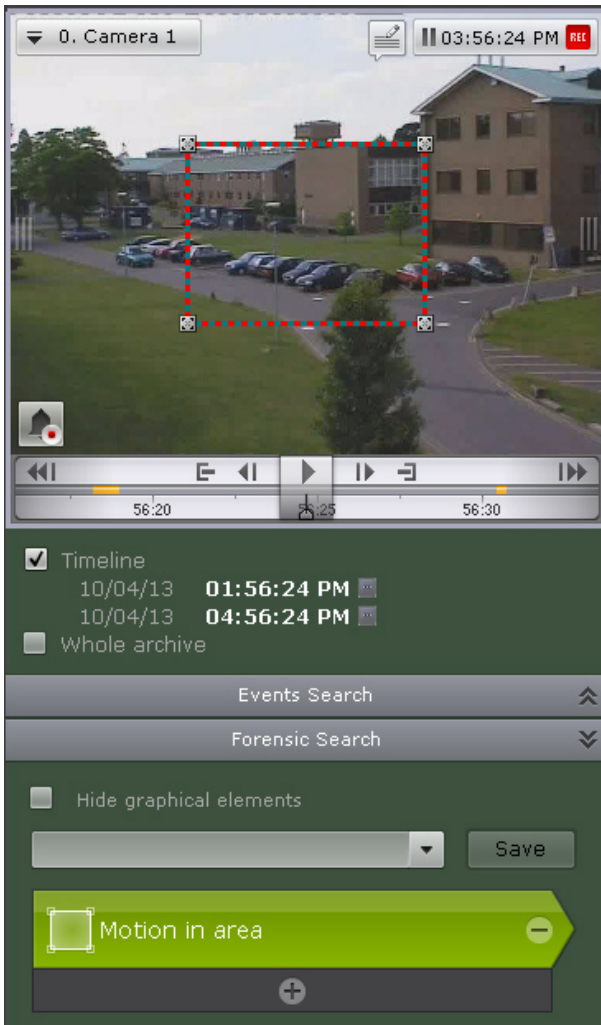 0. Camera 1
03:56:24 PM REC
56:20 56:25 56:30
Timeline
10/04/13 01:56:24 PM
10/04/13 04:56:24 PM
Whole archive
Events Search
Forensic Search
Hide graphical elements
Save
Motion in area